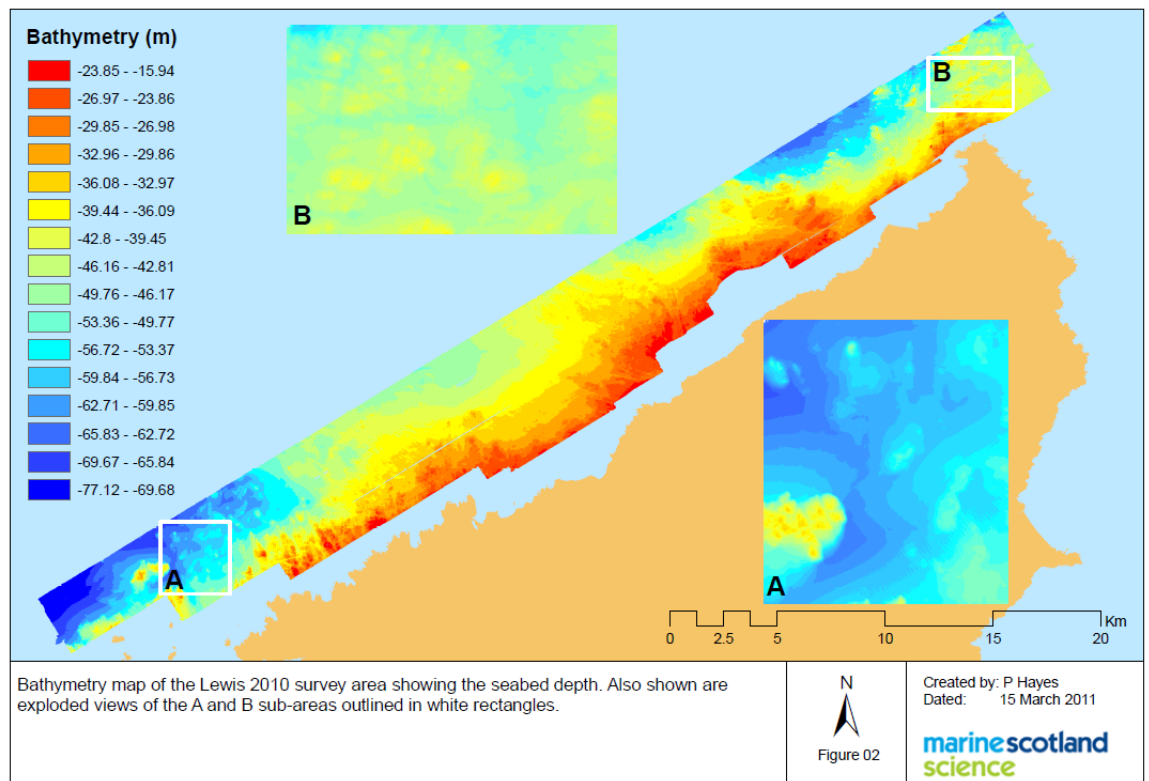 Bathymetry (m)
-23.85 - -15.94
-26.97 - -23.86
-29.85 - -26.98
-32.96 - -29.86
-36.08 - -32.97
-39.44 - -36.09
-42.8 - -39.45
-46.16 - -42.81
-49.76 - -46.17
-53.36 - -49.77
-56.72 - -53.37
-59.84 - -56.73
-62.71 - -59.85
-65.83 - -62.72
-69.67 - -65.84
-77.12 - -69.68
B
B
A
A
Km
0 2.5 5 10 15 20
Bathymetry map of the Lewis 2010 survey area showing the seabed depth. Also shown are
exploded views of the A and B sub-areas outlined in white rectangles.
N
Figure 02
Created by: P Hayes
Dated: 15 March 2011
marinescotland
science